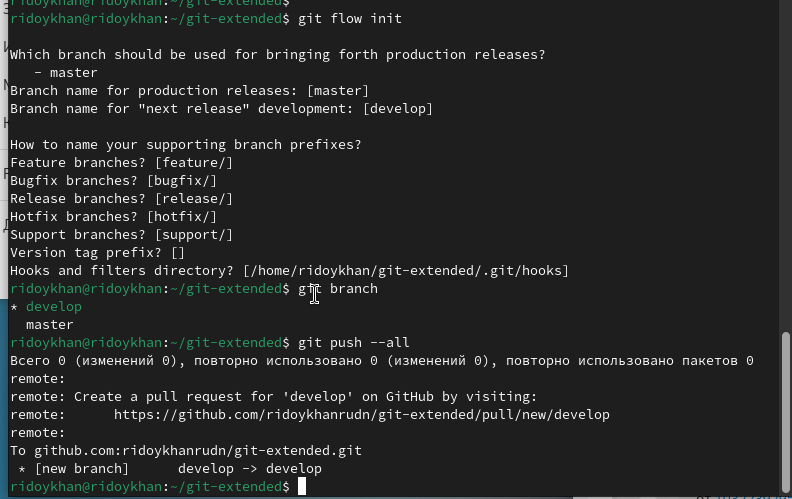 ridoykhan@ridoykhan:~/git-extended$
ridoykhan@ridoykhan:~/git-extended$ git flow init
Which branch should be used for bringing forth production releases?
   - master
Branch name for production releases: [master]
Branch name for "next release" development: [develop]
How to name your supporting branch prefixes?
Feature branches? [feature/]
Bugfix branches? [bugfix/]
Release branches? [release/]
Hotfix branches? [hotfix/]
Support branches? [support/]
Version tag prefix? []
Hooks and filters directory? [/home/ridoykhan/git-extended/.git/hooks]
ridoykhan@ridoykhan:~/git-extended$ git branch
* develop
  master
ridoykhan@ridoykhan:~/git-extended$ git push --all
Всего 0 (изменений 0), повторно использовано 0 (изменений 0), повторно использовано пакетов 0
remote:
remote: Create a pull request for 'develop' on GitHub by visiting:
remote:      https://github.com/ridoykhanrudn/git-extended/pull/new/develop
remote:
To github.com:ridoykhanrudn/git-extended.git
 * [new branch]      develop -> develop
ridoykhan@ridoykhan:~/git-extended$